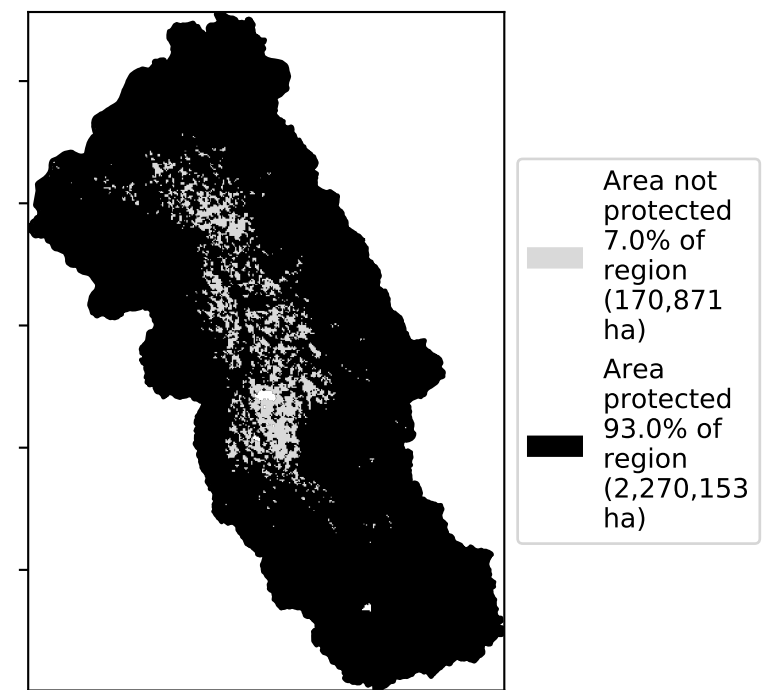 Area not
protected
7.0% of
region
(170,871
ha)
Area
protected
93.0% of
region
(2,270,153
ha)